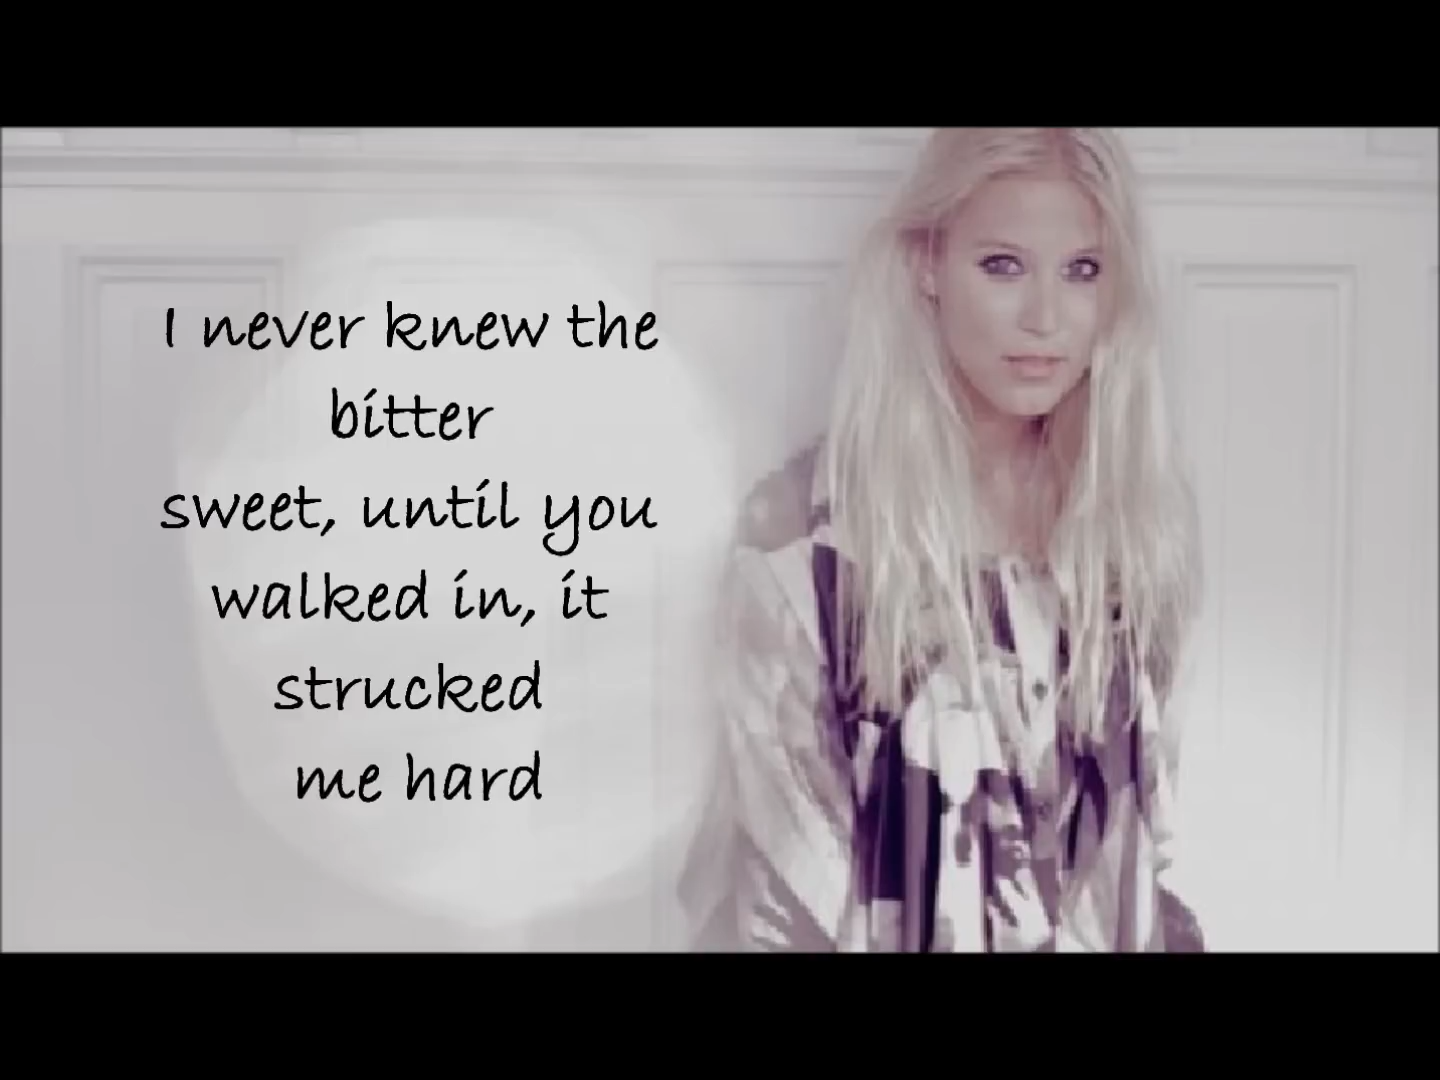 I never knew the
bitter
sweet, until you
walked in, it
strucked
me hard